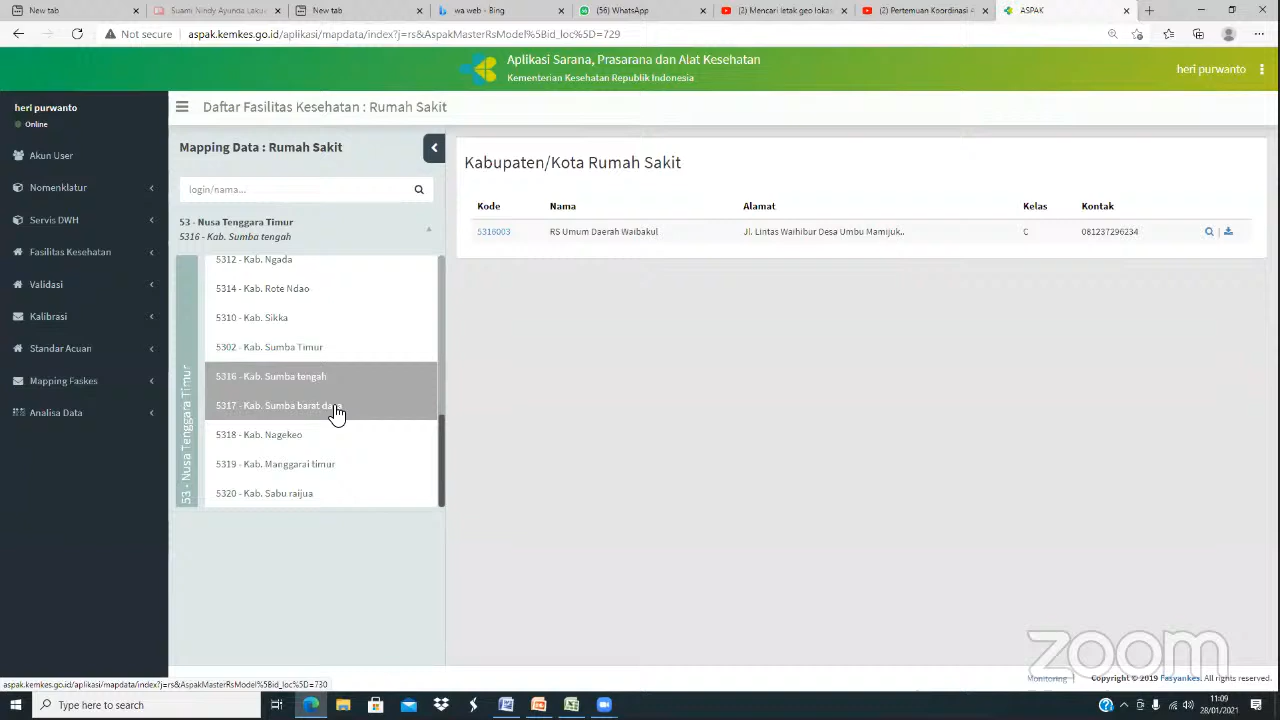 New tab
Suami Nindy Ayunda Laku
New tab
wa web - Bing
(56) WhatsApp
(2) Mencari letak geo lokas
(2) Pertemuan Koordinasi
ASPAK
Not secure
aspak.kemkes.go.id/aplikasi/mapdata/index?j=rs&AspakMasterRsModel%5Bid_loc%5D=729
Aplikasi Sarana, Prasarana dan Alat Kesehatan
Kementerian Kesehatan Republik Indonesia
heri purwanto
heri purwanto
Online
Akun User
Nomenklatur
Servis DWH
Fasilitas Kesehatan
Validasi
Kalibrasi
Standar Acuan
Mapping Faskes
Analisa Data
Daftar Fasilitas Kesehatan : Rumah Sakit
Mapping Data : Rumah Sakit
login/nama...
53 - Nusa Tenggara Timur
5316 - Kab. Sumba tengah
53 - Nusa Tenggara Timur
5312 - Kab. Ngada
5314 - Kab. Rote Ndao
5310 - Kab. Sikka
5302 - Kab. Sumba Timur
5316 - Kab. Sumba tengah
5317 - Kab. Sumba barat
5318 - Kab. Nagekeo
5319 - Kab. Manggarai timur
5320 - Kab. Sabu raijua
Kabupaten/Kota Rumah Sakit
Kode Nama Alamat Kelas Kontak
5316003 RS Umum Daerah Waibakul Jl. Lintas Waihibur Desa Umbu Mamijuk.. C 081237296234
zoom
Monitoring Copyright © 2019 Fasyankes. All rights reserved.
aspak.kemkes.go.id/aplikasi/mapdata/index?j=rs&AspakMasterRsModel%5Bid_loc%5D=730
Type here to search
11:09
28/01/2021